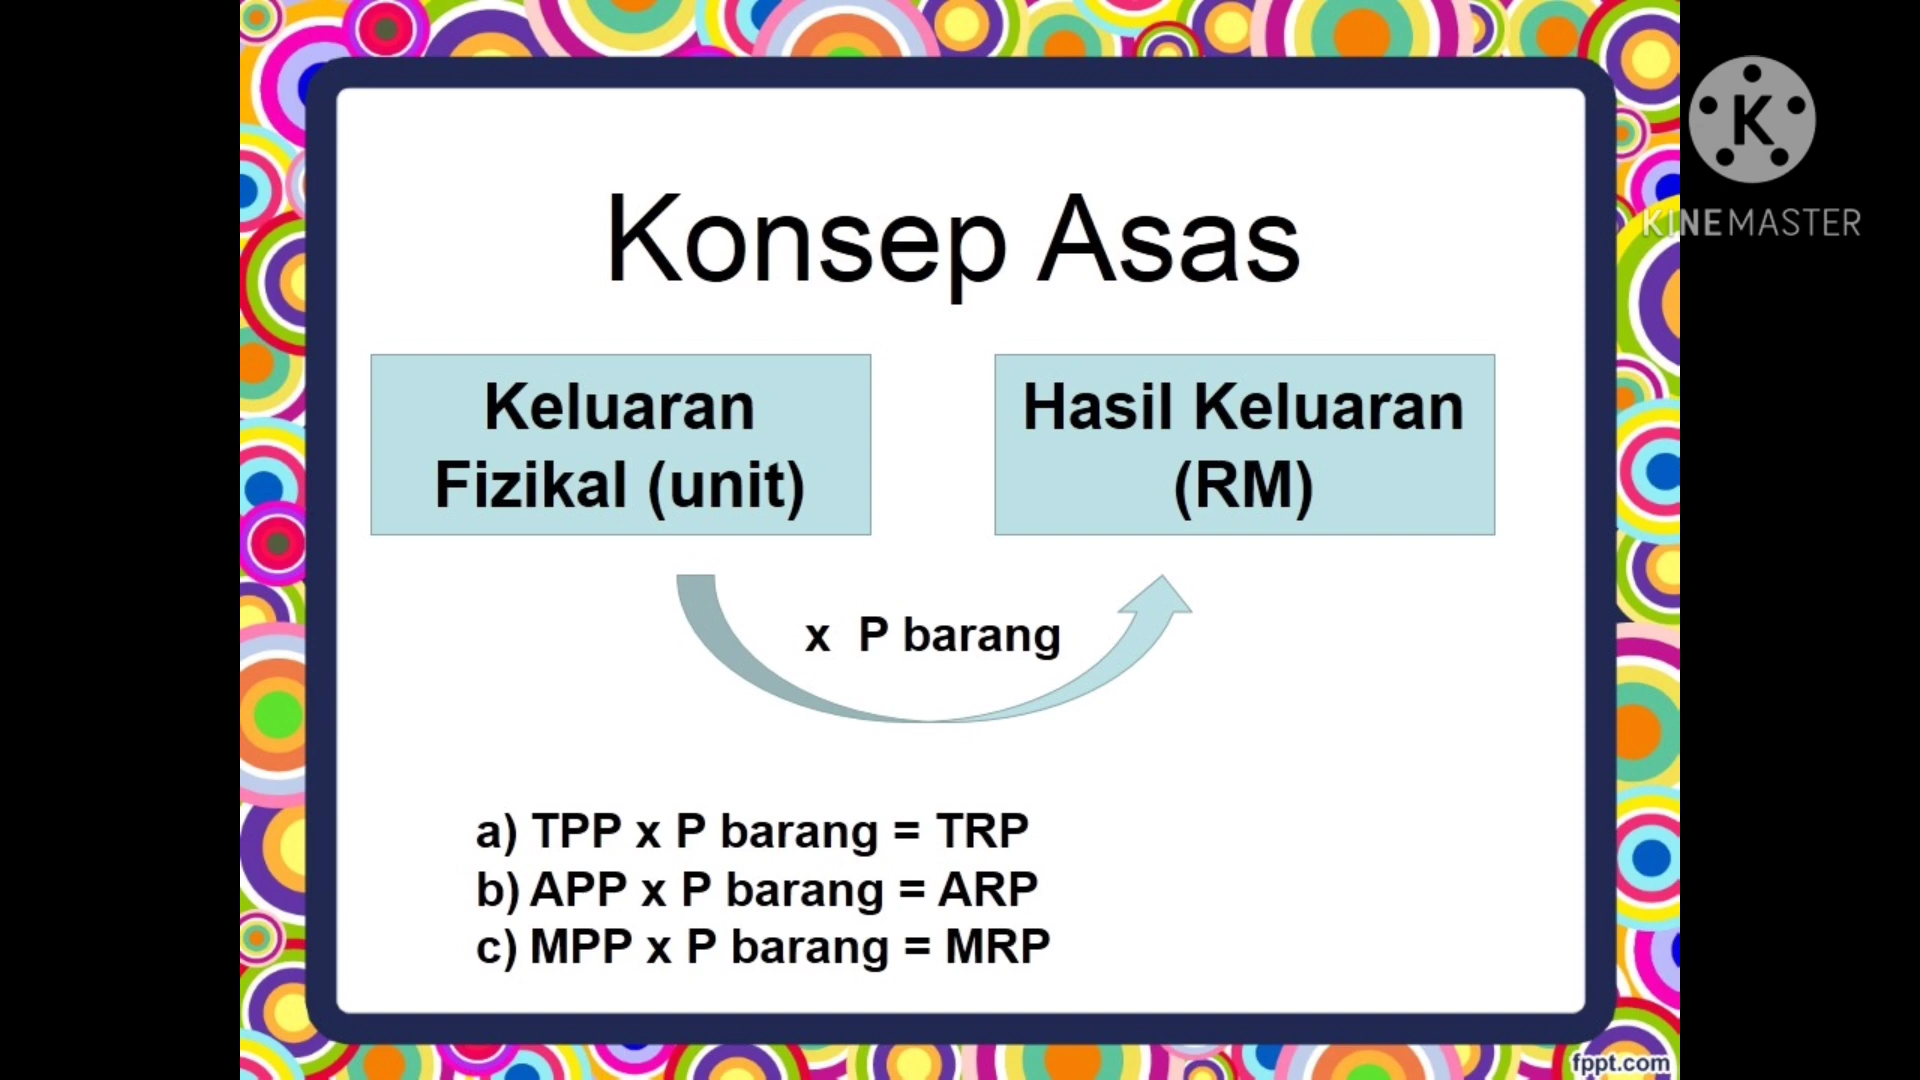 K
KINEMASTER
Konsep Asas
Keluaran
Fizikal (unit)
Hasil Keluaran
(RM)
x P barang
a) TPP x P barang = TRP
b) APP x P barang = ARP
c) MPP x P barang = MRP
fppt.com